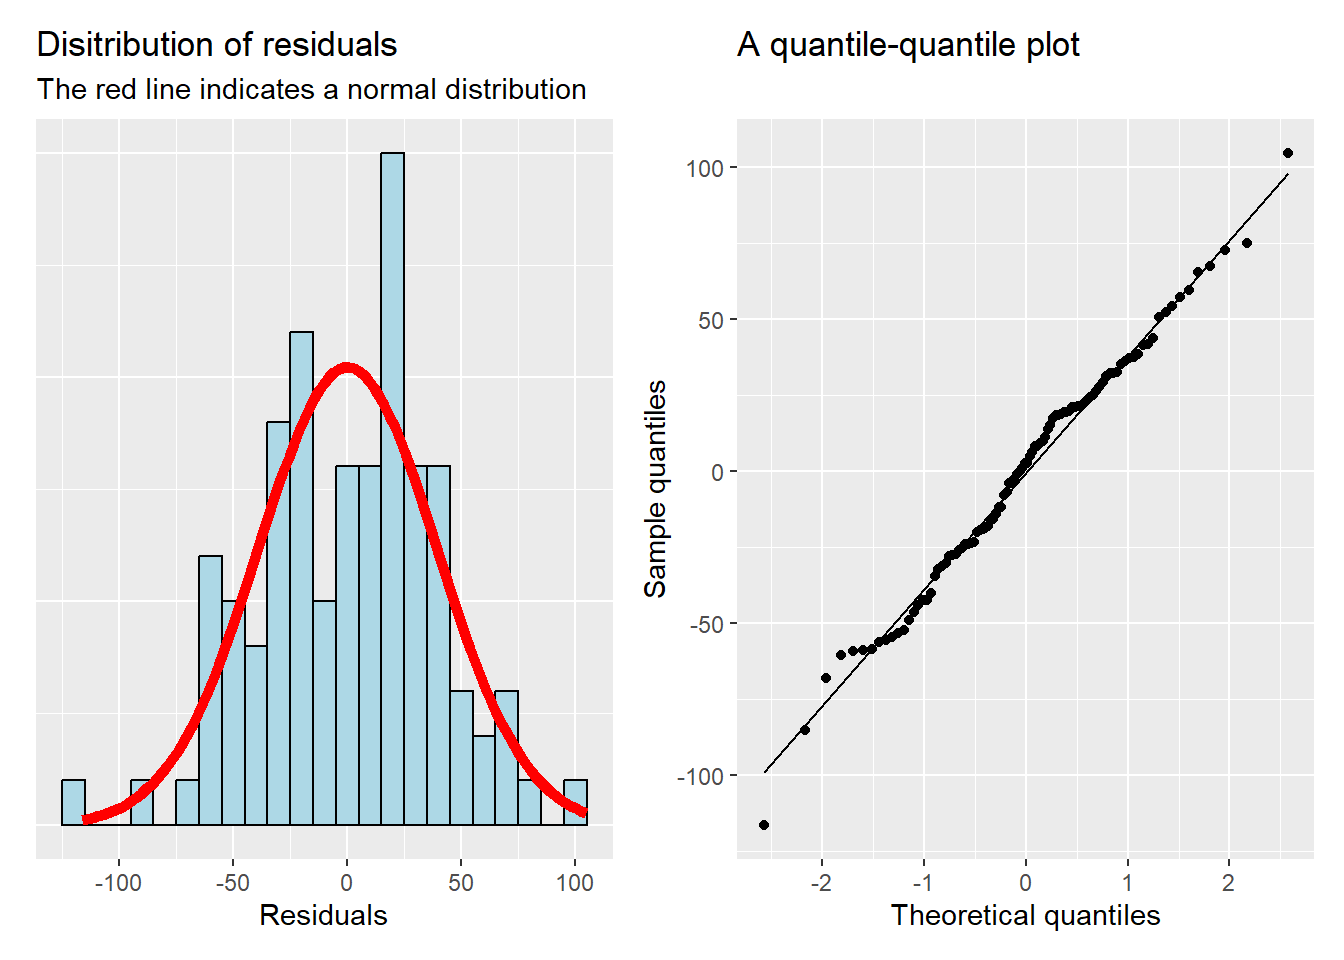 Disitribution of residuals
The red line indicates a normal distribution
-100 -50 0 50 100
Residuals
A quantile-quantile plot
100
50
0
-50
-100
Sample quantiles
-2 -1 0 1 2
Theoretical quantiles